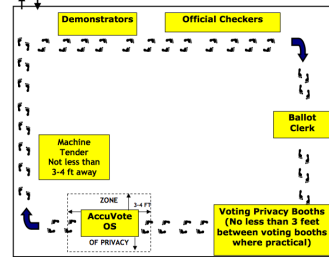 Demonstrators
Official Checkers
Ballot
Clerk
Machine
Tender
Not less than
3-4 ft away
ZONE
3-4 FT
AccuVote
OS
OF PRIVACY
Voting Privacy Booths
(No less than 3 feet
between voting booths
where practical)